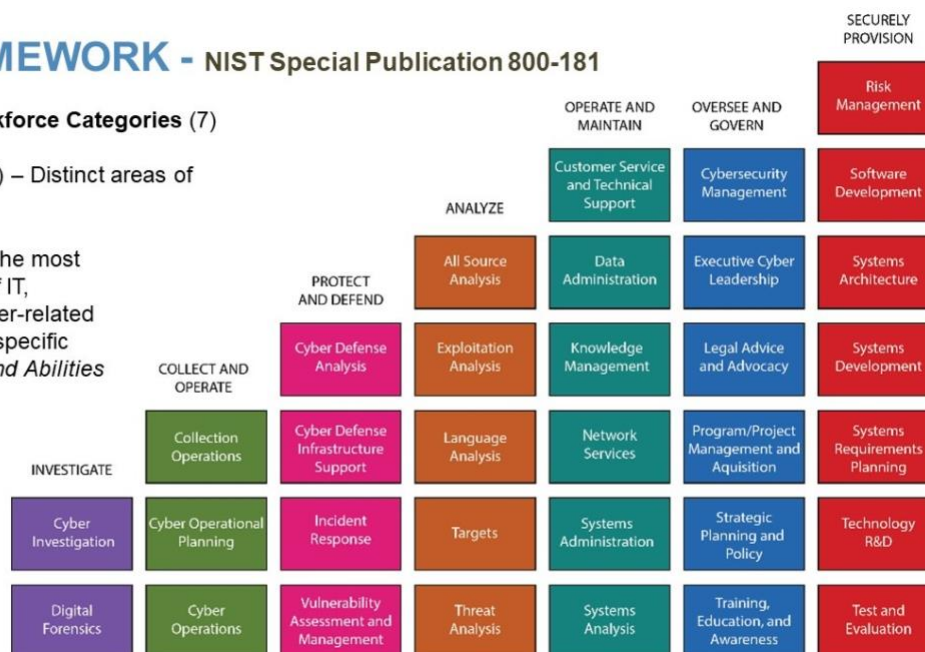 MEWORK - NIST Special Publication 800-181
kforce Categories (7)
) – Distinct areas of
he most
f IT,
er-related
specific
nd Abilities
INVESTIGATE
Cyber
Investigation
Digital
Forensics
COLLECT AND
OPERATE
Collection
Operations
Cyber Operational
Planning
Cyber
Operations
PROTECT
AND DEFEND
Cyber Defense
Analysis
Cyber Defense
Infrastructure
Support
Incident
Response
Vulnerability
Assessment and
Management
ANALYZE
All Source
Analysis
Exploitation
Analysis
Language
Analysis
Targets
Threat
Analysis
OPERATE AND
MAINTAIN
Customer Service
and Technical
Support
Data
Administration
Knowledge
Management
Network
Services
Systems
Administration
Systems
Analysis
OVERSEE AND
GOVERN
Cybersecurity
Management
Executive Cyber
Leadership
Legal Advice
and Advocacy
Program/Project
Management and
Aquisition
Strategic
Planning and
Policy
Training,
Education, and
Awareness
SECURELY
PROVISION
Risk
Management
Software
Development
Systems
Architecture
Systems
Development
Systems
Requirements
Planning
Technology
R&D
Test and
Evaluation